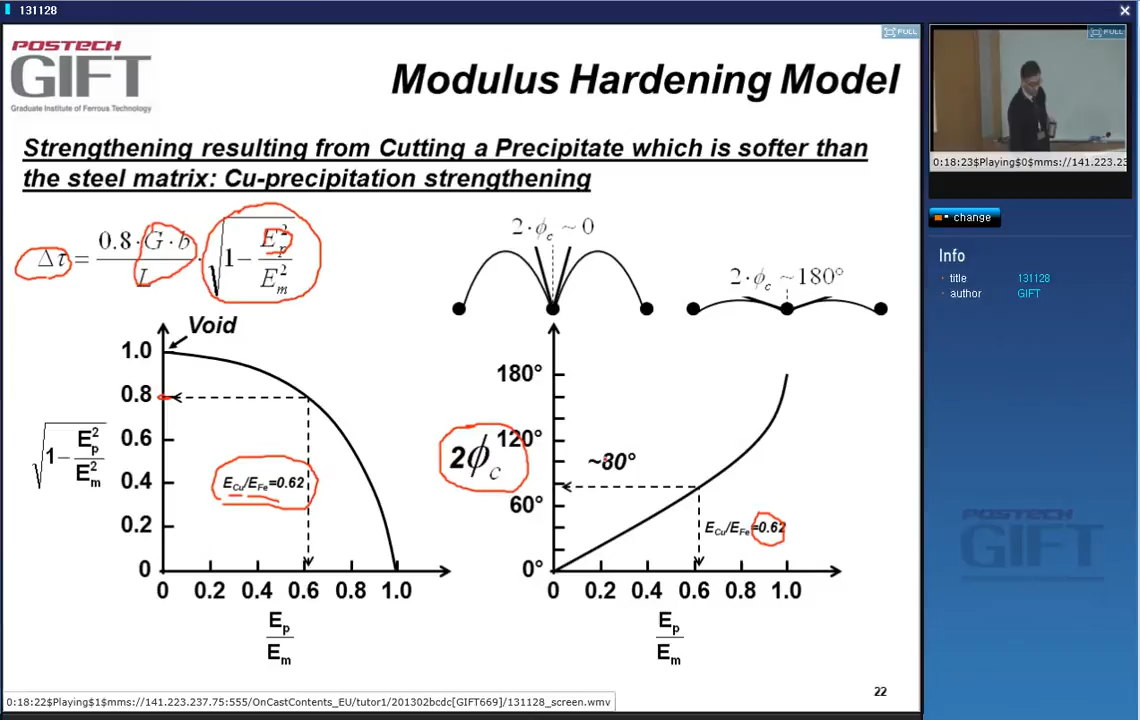 131128
POSTECH
GIFT
Graduate Institute of Ferrous Technology
FULL
Modulus Hardening Model
Strengthening resulting from Cutting a Precipitate which is softer than
the steel matrix: Cu-precipitation strengthening
Δτ = 0.8·G·b / L · √(1 − E_p² / E_m²)
2·ϕ_c ~ 0
2·ϕ_c ~180°
Void
1.0
0.8
0.6
0.4
0.2
0
√(1 − E_p² / E_m²)
E_Cu/E_Fe=0.62
0 0.2 0.4 0.6 0.8 1.0
E_p / E_m
180°
120°
60°
0°
2ϕ_c
~80°
E_Cu/E_Fe=0.62
0 0.2 0.4 0.6 0.8 1.0
E_p / E_m
22
0:18:22$Playing$1$mms://141.223.237.75:555/OnCastContents_EU/tutor1/201302bcdc[GIFT669]/131128_screen.wmv
FULL
0:18:23$Playing$0$mms://141.223.23
change
Info
title 131128
author GIFT
POSTECH
GIFT